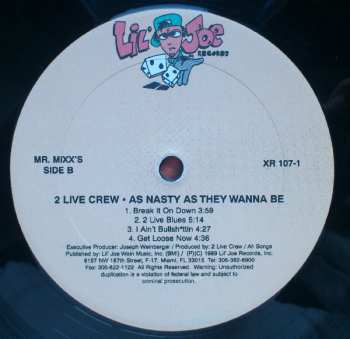 LIL' JOE
RECORDS
MR. MIXX'S
SIDE B
XR 107-1
2 LIVE CREW • AS NASTY AS THEY WANNA BE
1. Break It On Down 3:59
2. 2 Live Blues 5:14
3. I Ain't Bullsh*ttin 4:27
4. Get Loose Now 4:36
Executive Producer: Joseph Weinberger / Produced by: 2 Live Crew / All Songs
Published by: Lil' Joe Wein Music, Inc. (BMI) / (P)(C) 1989 Lil' Joe Records, Inc.
6157 NW 167th Street, F-17, Miami, FL 33015 Tel: 305-362-6900
Fax: 305-822-1122 All Rights Reserved. Warning: Unauthorized
duplication is a violation of federal law and subject to
criminal prosecution.